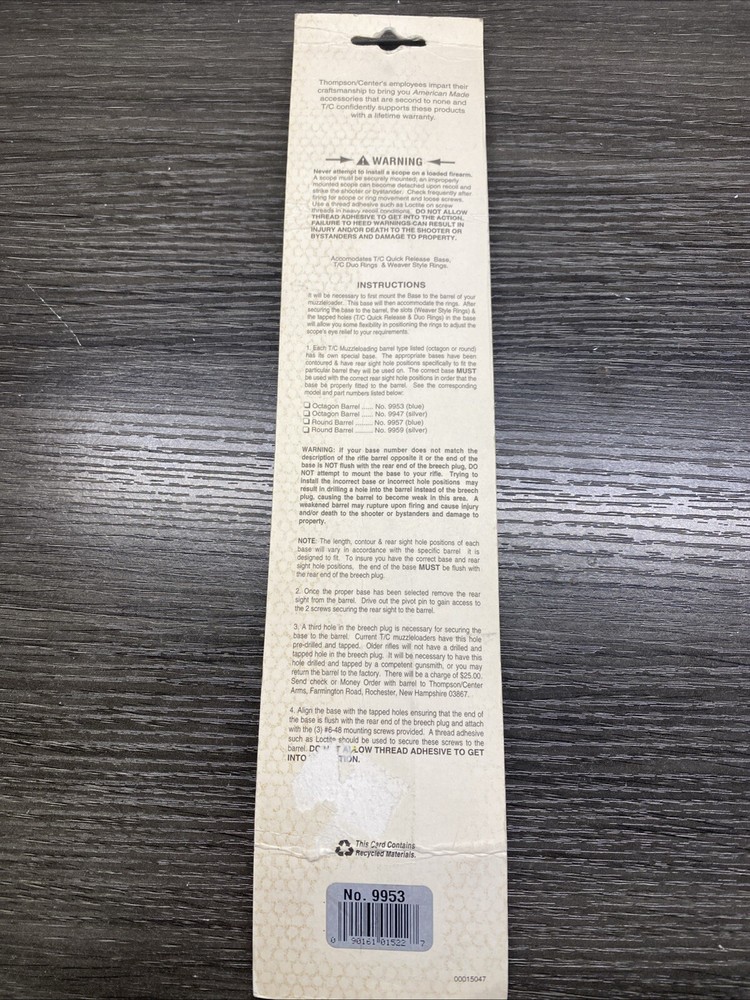 Thompson/Center's employees impart their
craftsmanship to bring you American Made
accessories that are second to none and
T/C confidently supports these products
with a lifetime warranty.
WARNING
Never attempt to install a scope on a loaded firearm.
A scope must be securely mounted; an improperly
mounted scope can become detached upon recoil and
strike the shooter or bystander. Check frequently after
firing for scope or ring movement and loose screws.
Use a thread adhesive such as Loctite on screw
threads in heavy recoil conditions. DO NOT ALLOW
THREAD ADHESIVE TO GET INTO THE ACTION.
FAILURE TO HEED WARNINGS CAN RESULT IN
INJURY AND/OR DEATH TO THE SHOOTER OR
BYSTANDERS AND DAMAGE TO PROPERTY.
Accomodates T/C Quick Release Base,
T/C Duo Rings & Weaver Style Rings.
INSTRUCTIONS
It will be necessary to first mount the Base to the barrel of your
muzzleloader. This base will then accommodate the rings. After
securing the base to the barrel, the slots (Weaver Style Rings) &
the tapped holes (T/C Quick Release & Duo Rings) in the base
will allow you some flexibility in positioning the rings to adjust the
scope's eye relief to your requirements.
1. Each T/C Muzzleloading barrel type listed (octagon or round)
has its own special base. The appropriate bases have been
contoured & have rear sight hole positions specifically to fit the
particular barrel they will be used on. The correct base MUST
be used with the correct rear sight hole positions in order that the
base be properly fitted to the barrel. See the corresponding
model and part numbers listed below:
☐ Octagon Barrel ..... No. 9953 (blue)
☐ Octagon Barrel ..... No. 9947 (silver)
☐ Round Barrel ........ No. 9957 (blue)
☐ Round Barrel ........ No. 9959 (silver)
WARNING: If your base number does not match the
description of the rifle barrel opposite it or the end of the
base is NOT flush with the rear end of the breech plug, DO
NOT attempt to mount the base to your rifle. Trying to
install the incorrect base or incorrect hole positions may
result in drilling a hole into the barrel instead of the breech
plug, causing the barrel to become weak in this area. A
weakened barrel may rupture upon firing and cause injury
and/or death to the shooter or bystanders and damage to
property.
NOTE: The length, contour & rear sight hole positions of each
base will vary in accordance with the specific barrel it is
designed to fit. To insure you have the correct base and rear
sight hole positions, the end of the base MUST be flush with
the rear end of the breech plug.
2. Once the proper base has been selected remove the rear
sight from the barrel. Drive out the pivot pin to gain access to
the 2 screws securing the rear sight to the barrel.
3. A third hole in the breech plug is necessary for securing the
base to the barrel. Current T/C muzzleloaders have this hole
pre-drilled and tapped. Older rifles will not have a drilled and
tapped hole in the breech plug. It will be necessary to have this
hole drilled and tapped by a competent gunsmith, or you may
return the barrel to the factory. There will be a charge of $25.00.
Send check or Money Order with barrel to Thompson/Center
Arms, Farmington Road, Rochester, New Hampshire 03867.
4. Align the base with the tapped holes ensuring that the end of
the base is flush with the rear end of the breech plug and attach
with the (3) #6-48 mounting screws provided. A thread adhesive
such as Loctite should be used to secure these screws to the
barrel. ALLOW THREAD ADHESIVE TO GET
INTO
This Card Contains
Recycled Materials.
No. 9953
0 90161 01522 7
00015047